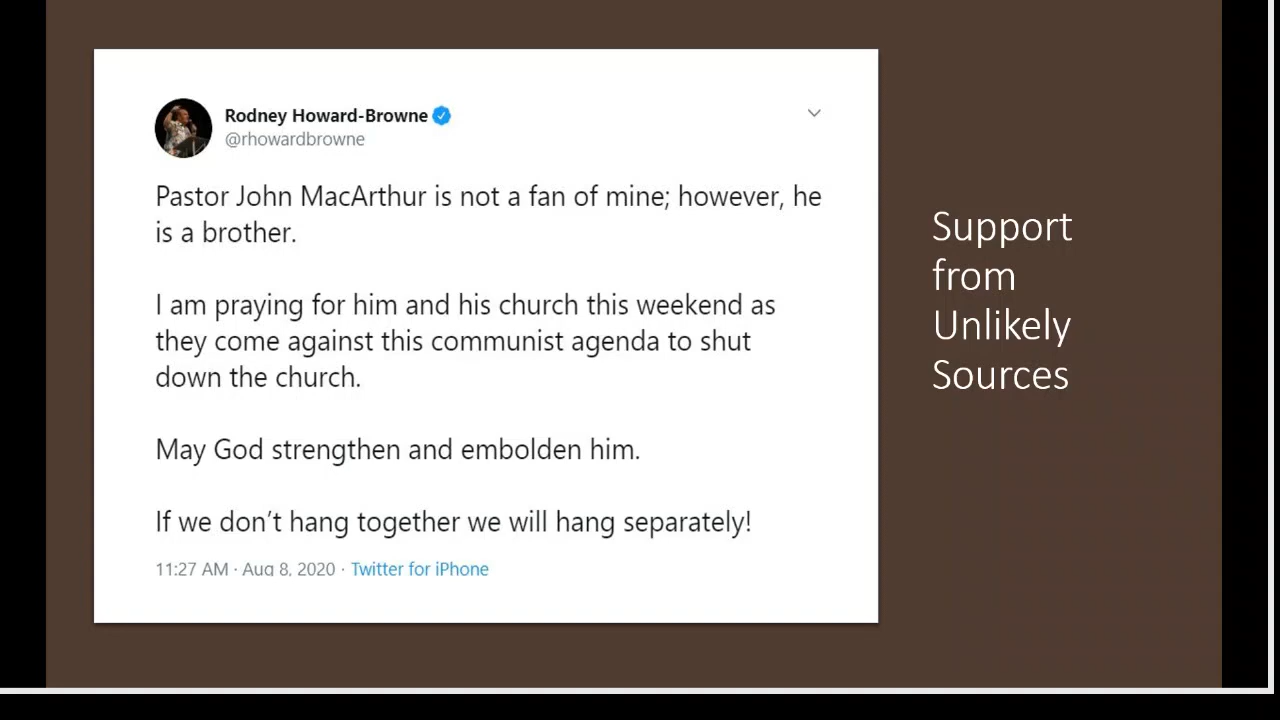 Rodney Howard-Browne
@rhowardbrowne
Pastor John MacArthur is not a fan of mine; however, he
is a brother.
I am praying for him and his church this weekend as
they come against this communist agenda to shut
down the church.
May God strengthen and embolden him.
If we don't hang together we will hang separately!
11:27 AM · Aug 8, 2020 · Twitter for iPhone
Support
from
Unlikely
Sources